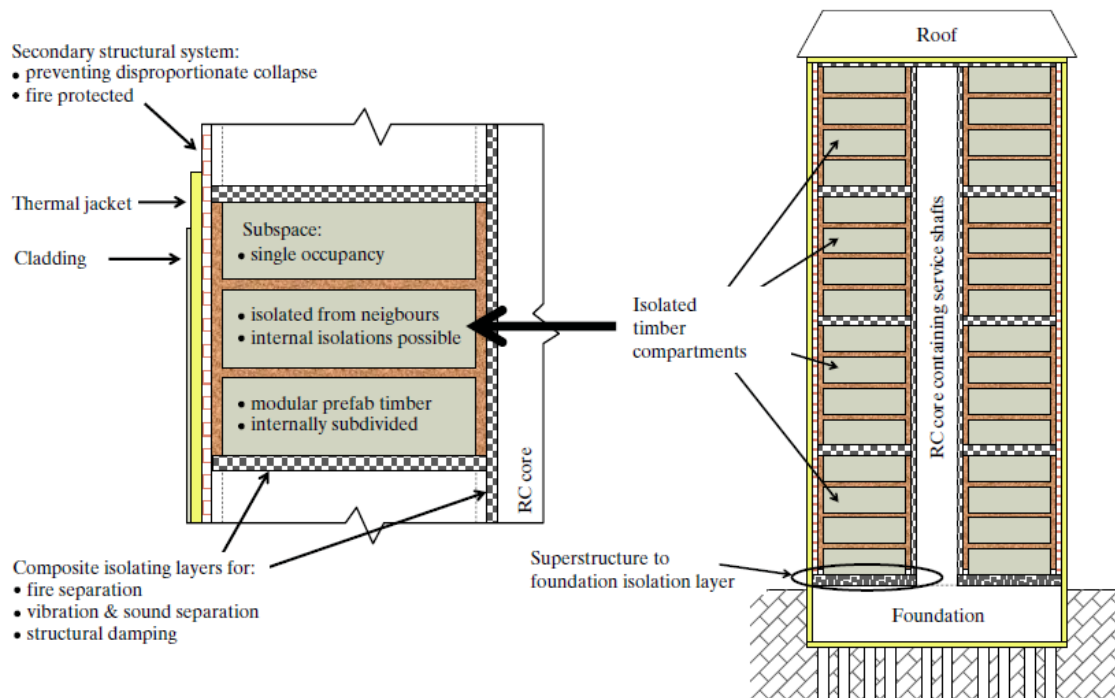 Secondary structural system:
• preventing disproportionate collapse
• fire protected
Thermal jacket
Cladding
Subspace:
• single occupancy
• isolated from neighbours
• internal isolations possible
• modular prefab timber
• internally subdivided
RC core
Composite isolating layers for:
• fire separation
• vibration & sound separation
• structural damping
Roof
RC core containing service shafts
Isolated
timber
compartments
Superstructure to
foundation isolation layer
Foundation